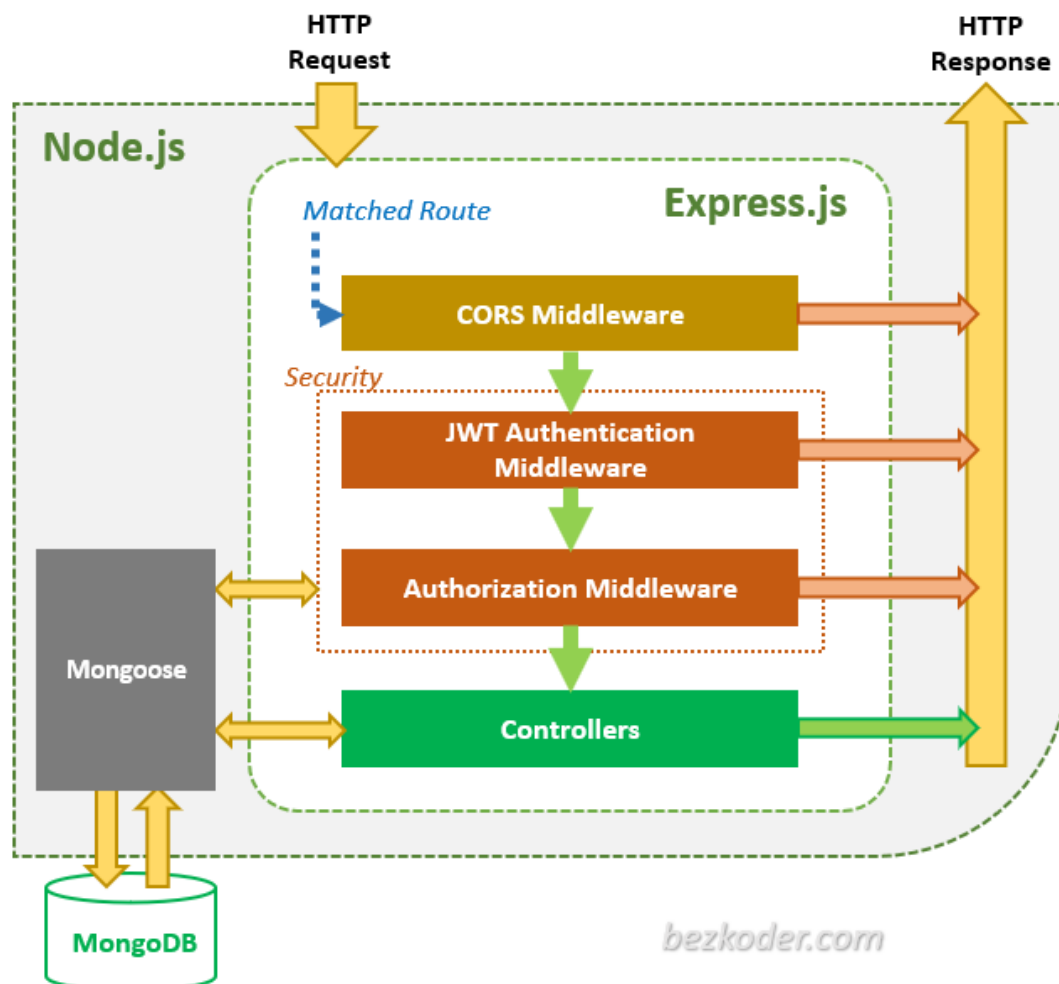 HTTP
Request
HTTP
Response
Node.js
Express.js
Matched Route
CORS Middleware
Security
JWT Authentication
Middleware
Authorization Middleware
Mongoose
Controllers
MongoDB
bezkoder.com